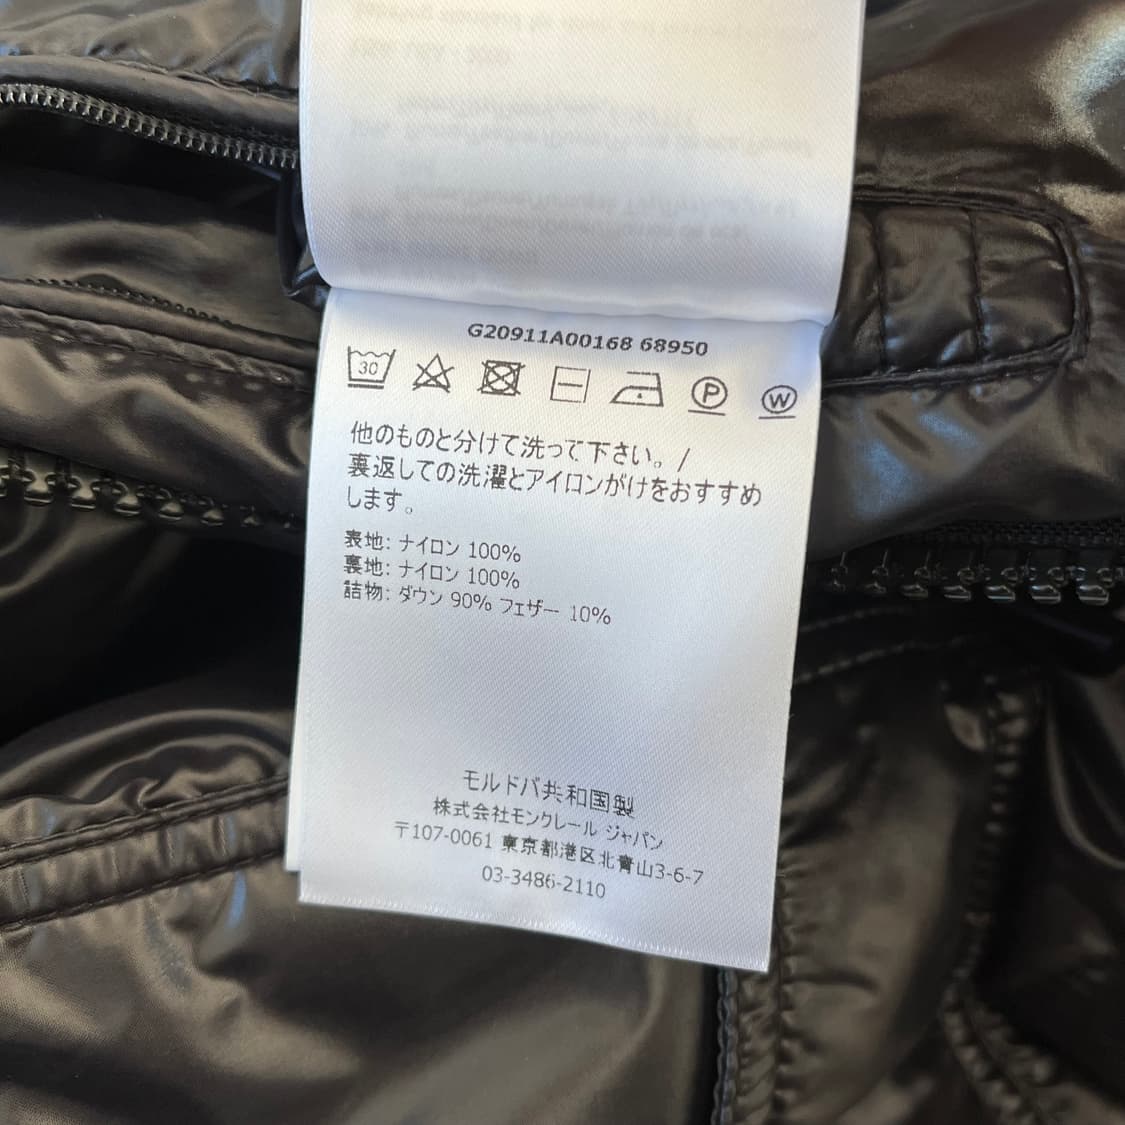 G20911A00168 68950
30 P W
他のものと分けて洗って下さい。/
裏返しての洗濯とアイロンがけをおすすめ
します。
表地: ナイロン 100%
裏地: ナイロン 100%
詰物: ダウン 90% フェザー 10%
モルドバ共和国製
株式会社モンクレール ジャパン
〒107-0061 東京都港区北青山3-6-7
03-3486-2110